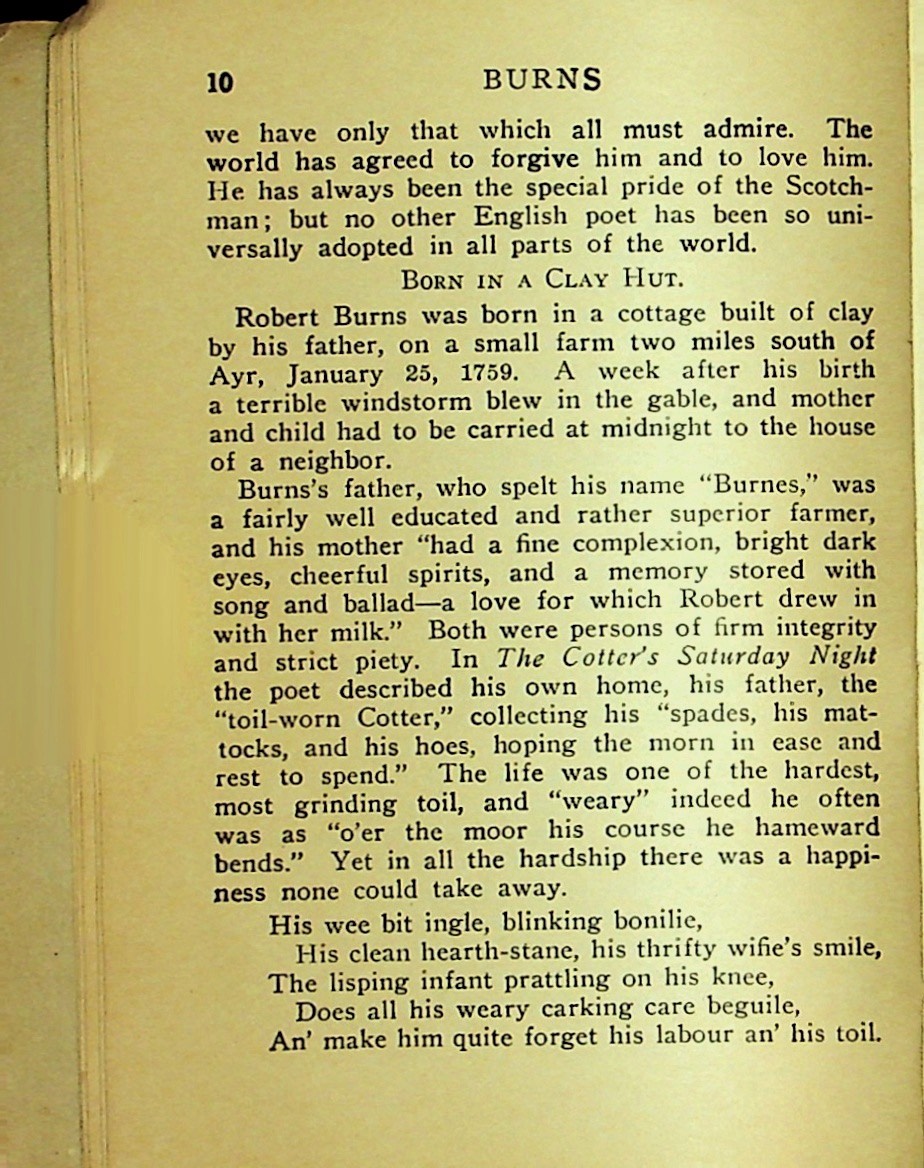 10 BURNS
we have only that which all must admire. The
world has agreed to forgive him and to love him.
He has always been the special pride of the Scotch-
man; but no other English poet has been so uni-
versally adopted in all parts of the world.
BORN IN A CLAY HUT.
Robert Burns was born in a cottage built of clay
by his father, on a small farm two miles south of
Ayr, January 25, 1759. A week after his birth
a terrible windstorm blew in the gable, and mother
and child had to be carried at midnight to the house
of a neighbor.
Burns's father, who spelt his name "Burnes," was
a fairly well educated and rather superior farmer,
and his mother "had a fine complexion, bright dark
eyes, cheerful spirits, and a memory stored with
song and ballad—a love for which Robert drew in
with her milk." Both were persons of firm integrity
and strict piety. In The Cotter's Saturday Night
the poet described his own home, his father, the
"toil-worn Cotter," collecting his "spades, his mat-
tocks, and his hoes, hoping the morn in ease and
rest to spend." The life was one of the hardest,
most grinding toil, and "weary" indeed he often
was as "o'er the moor his course he hameward
bends." Yet in all the hardship there was a happi-
ness none could take away.
His wee bit ingle, blinking bonilie,
His clean hearth-stane, his thrifty wifie's smile,
The lisping infant prattling on his knee,
Does all his weary carking care beguile,
An' make him quite forget his labour an' his toil.